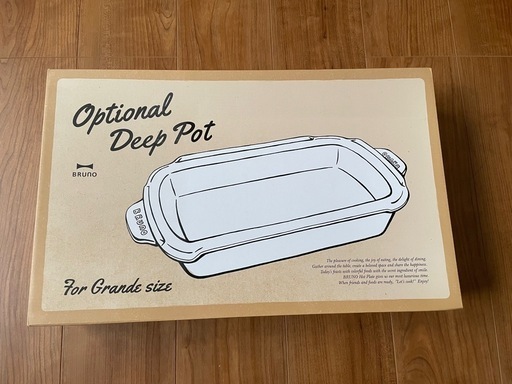 Optional
Deep Pot
BRUNO
BRUNO
For Grande size
The pleasure of cooking, the joy of eating, the delight of dining.
Gather around the table, create a beloved space and share the happiness.
Today's feasts with colorful foods with the secret ingredient of smile.
BRUNO Hot Plate gives us our most luxurious time.
When friends and foods are ready, "Let's cook!" Enjoy!